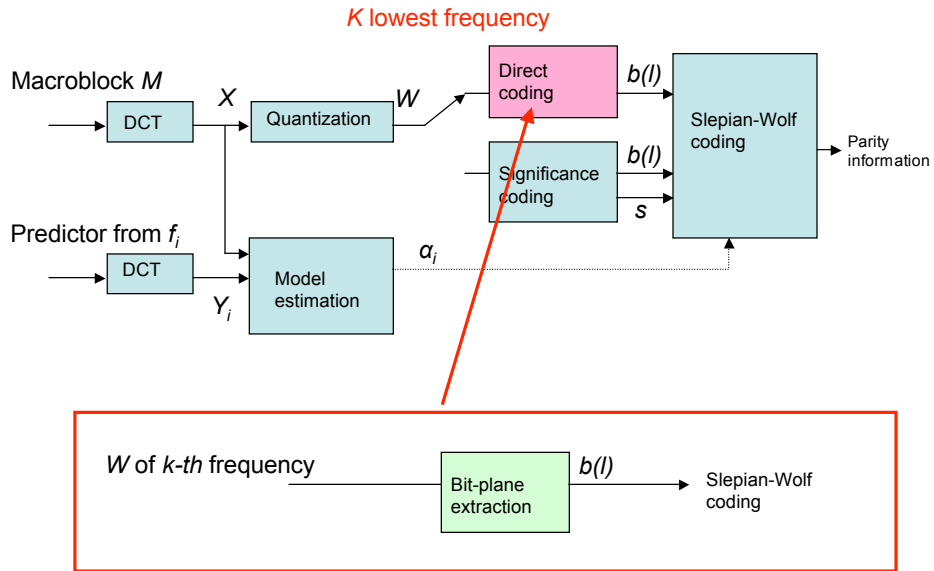 K lowest frequency
Macroblock M
DCT
X
Quantization
W
Direct
coding
b(l)
Slepian-Wolf
coding
Parity
information
Significance
coding
b(l)
s
Predictor from fi
DCT
Yi
Model
estimation
αi
W of k-th frequency
Bit-plane
extraction
b(l)
Slepian-Wolf
coding